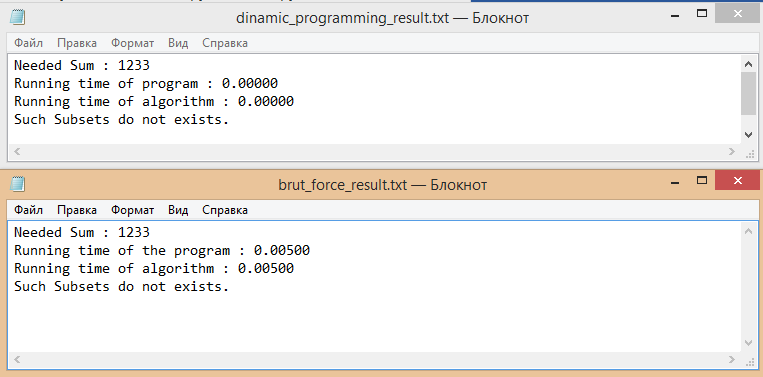 dinamic_programming_result.txt — Блокнот
Файл Правка Формат Вид Справка
Needed Sum : 1233
Running time of program : 0.00000
Running time of algorithm : 0.00000
Such Subsets do not exists.
brut_force_result.txt — Блокнот
Файл Правка Формат Вид Справка
Needed Sum : 1233
Running time of the program : 0.00500
Running time of algorithm : 0.00500
Such Subsets do not exists.